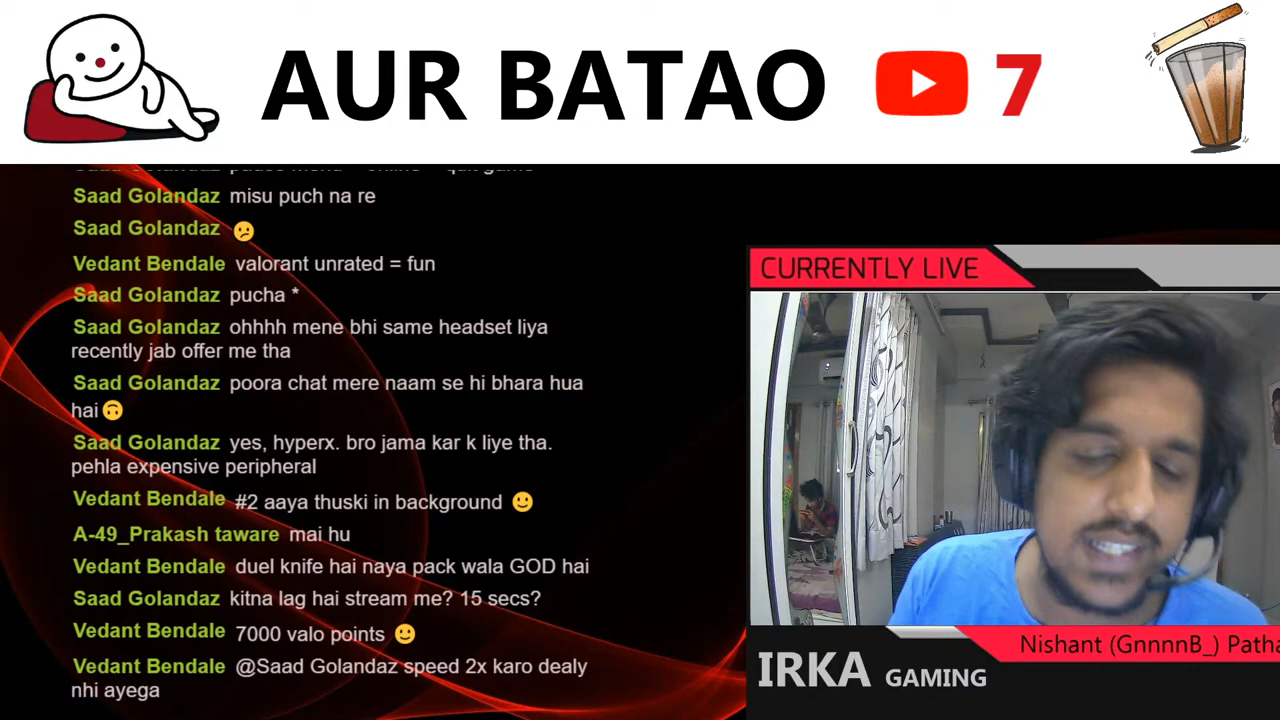 AUR BATAO 7
Saad Golandaz misu puch na re
Saad Golandaz
Vedant Bendale valorant unrated = fun
Saad Golandaz pucha *
Saad Golandaz ohhhh mene bhi same headset liya
recently jab offer me tha
Saad Golandaz poora chat mere naam se hi bhara hua
hai🙃
Saad Golandaz yes, hyperx. bro jama kar k liye tha.
pehla expensive peripheral
Vedant Bendale #2 aaya thuski in background 🙂
A-49_Prakash taware mai hu
Vedant Bendale duel knife hai naya pack wala GOD hai
Saad Golandaz kitna lag hai stream me? 15 secs?
Vedant Bendale 7000 valo points 🙂
Vedant Bendale @Saad Golandaz speed 2x karo dealy
nhi ayega
CURRENTLY LIVE
Nishant (GnnnnB_) Patha
IRKA GAMING